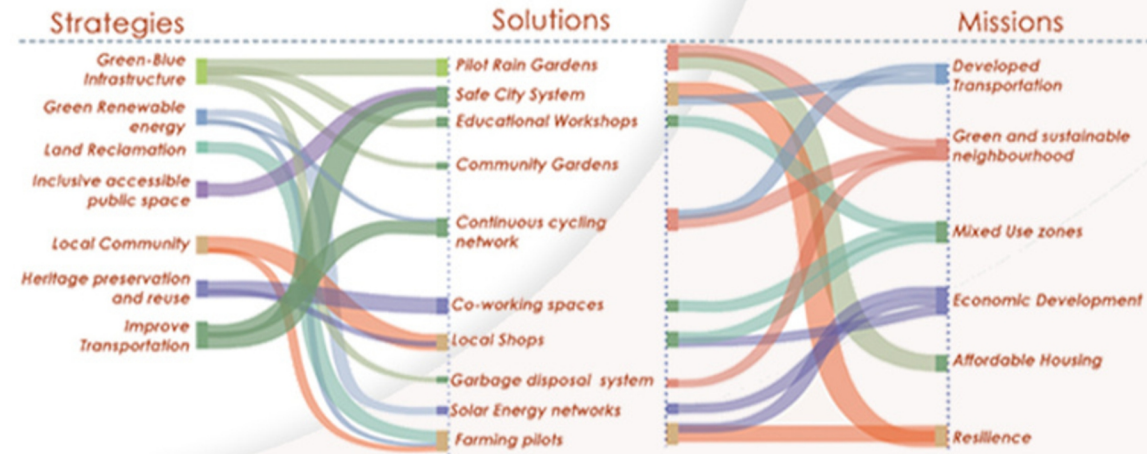 Strategies
Solutions
Missions
Green-Blue
Infrastructure
Green Renewable
energy
Land Reclamation
Inclusive accessible
public space
Local Community
Heritage preservation
and reuse
Improve
Transportation
Pilot Rain Gardens
Safe City System
Educational Workshops
Community Gardens
Continuous cycling
network
Co-working spaces
Local Shops
Garbage disposal system
Solar Energy networks
Farming pilots
Developed
Transportation
Green and sustainable
neighbourhood
Mixed Use zones
Economic Development
Affordable Housing
Resilience